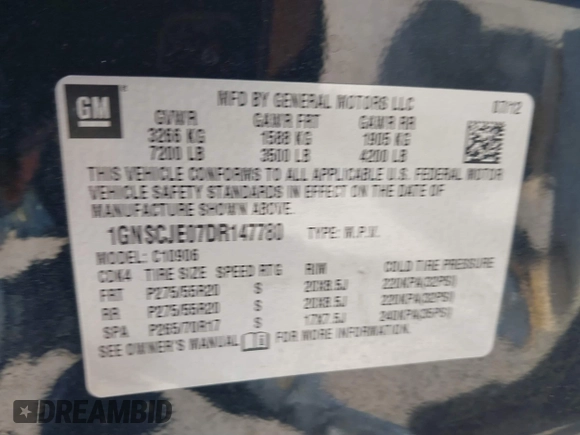 GM
MFD BY GENERAL MOTORS LLC 07/12
GVWR GAWR FRT GAWR RR
3266 KG 1588 KG 1905 KG
7200 LB 3500 LB 4200 LB
THIS VEHICLE CONFORMS TO ALL APPLICABLE U.S. FEDERAL MOTOR
VEHICLE SAFETY STANDARDS IN EFFECT ON THE DATE OF
MANUFACTURE SHOWN ABOVE.
1GNSCJE07DR147780 TYPE: M.P.V.
MODEL: C10906
CDK4 TIRE SIZE SPEED RTG RIM COLD TIRE PRESSURE
FRT P275/55R20 S 20X8.5J 220KPA(32PSI)
RR P275/55R20 S 20X8.5J 220KPA(32PSI)
SPA P265/70R17 S 17X7.5J 240KPA(35PSI)
SEE OWNER'S MANUAL FOR MORE INFORMATION.
DREAMBID